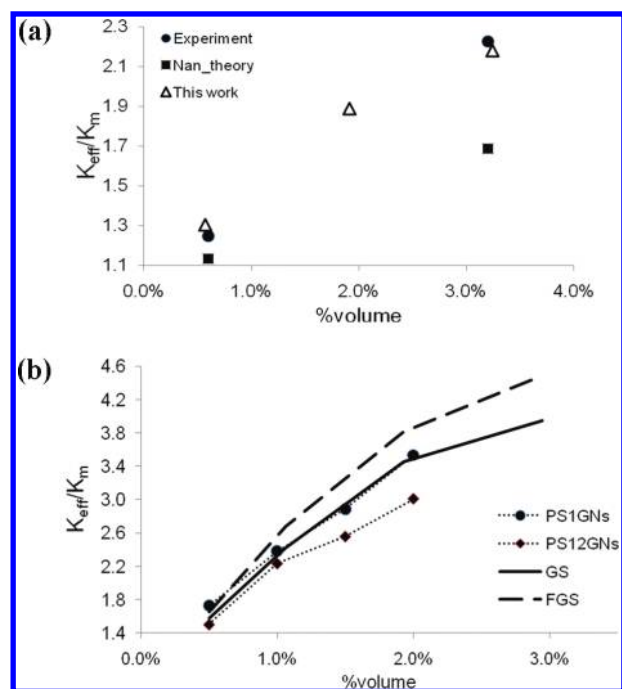 (a)
2.3
2.1
1.9
1.7
1.5
1.3
1.1
Keff/Km
Experiment
Nan_theory
This work
0.0% 1.0% 2.0% 3.0% 4.0%
%volume
(b)
4.6
4.2
3.8
3.4
3.0
2.6
2.2
1.8
1.4
Keff/Km
PS1GNs
PS12GNs
GS
FGS
0.0% 1.0% 2.0% 3.0%
%volume